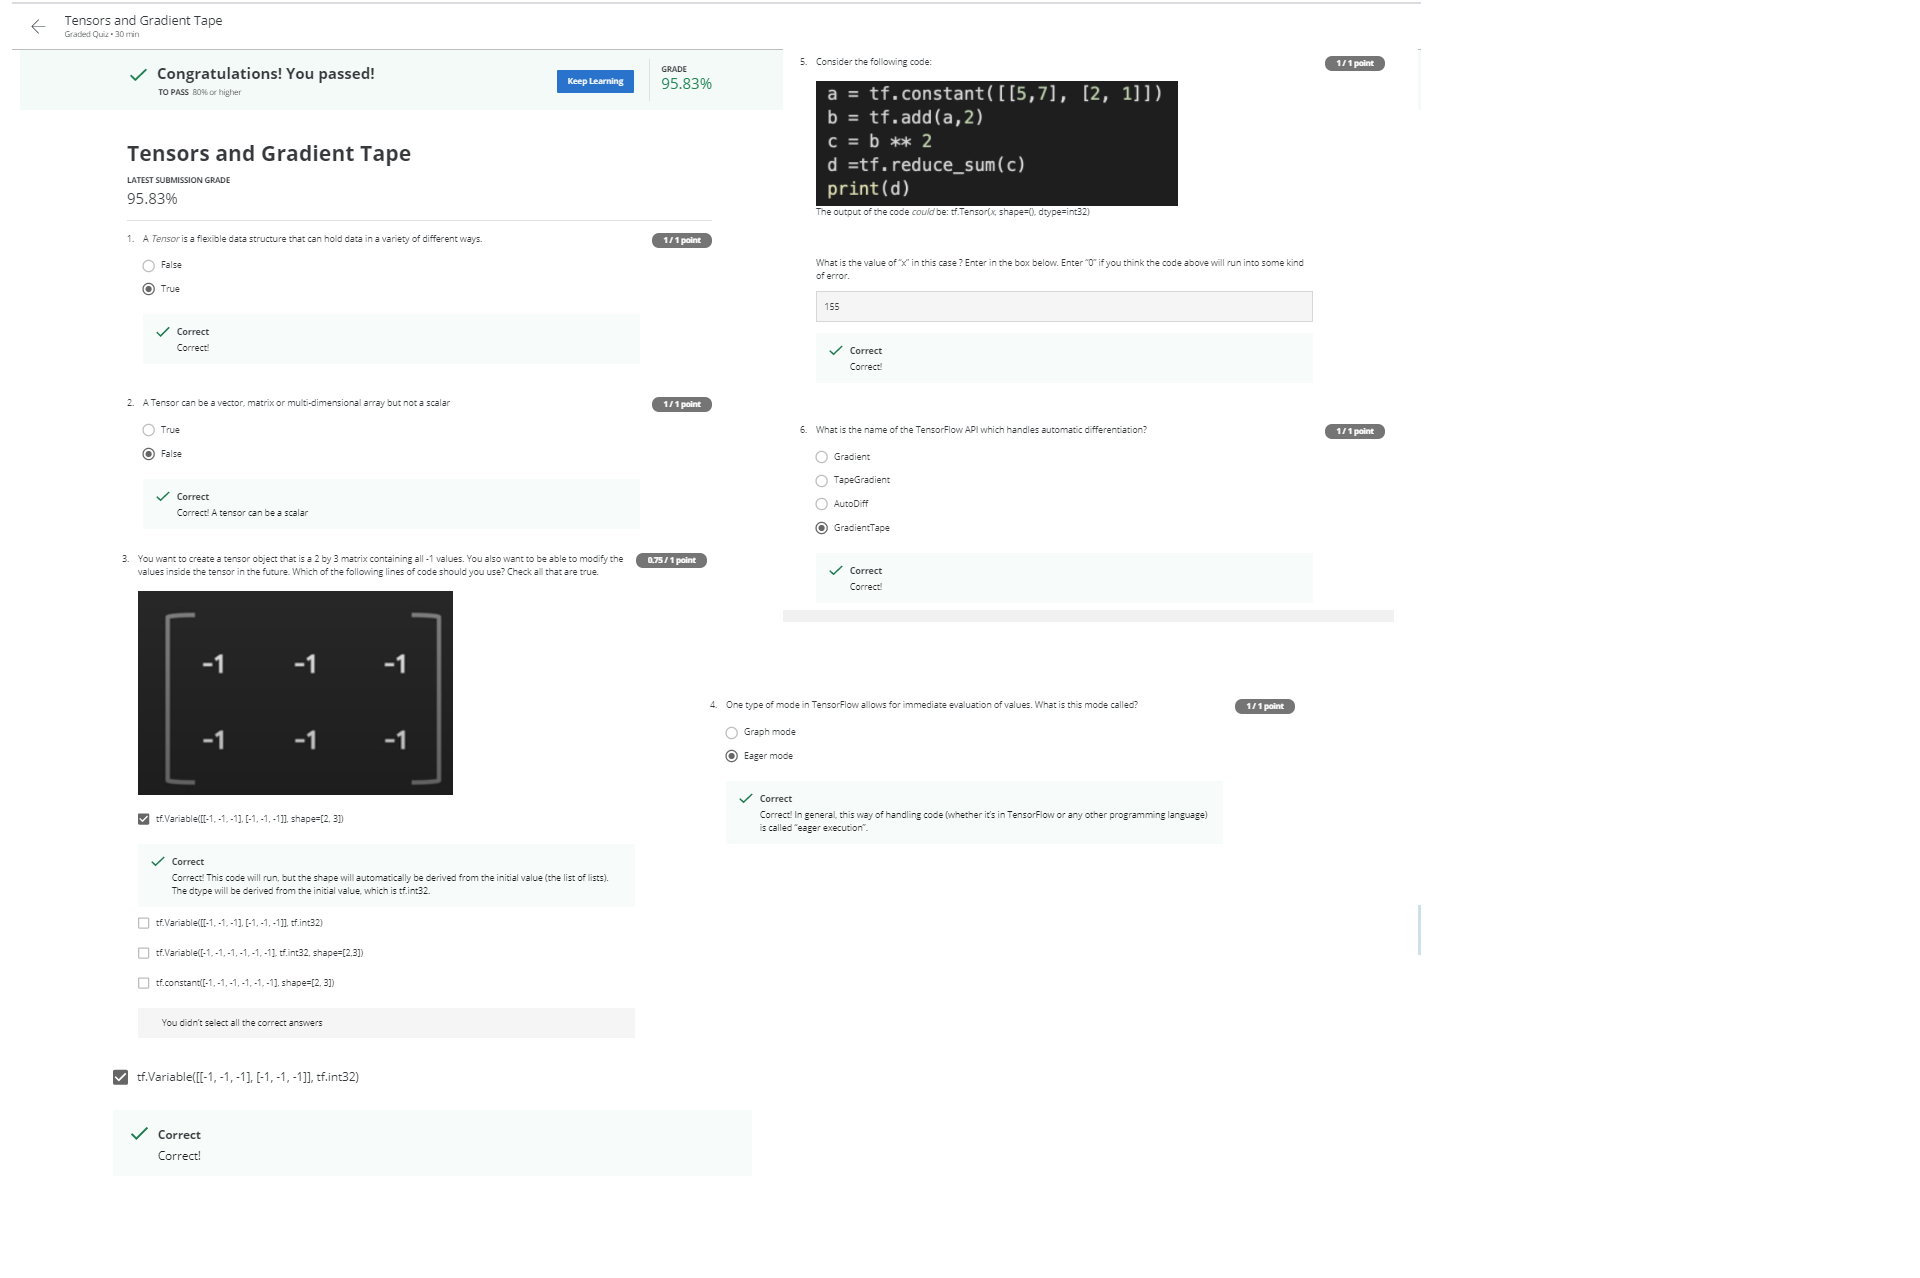 Tensors and Gradient Tape
Graded Quiz • 30 min
Congratulations! You passed!
TO PASS 80% or higher
Keep Learning
GRADE
95.83%
Tensors and Gradient Tape
LATEST SUBMISSION GRADE
95.83%
1. A Tensor is a flexible data structure that can hold data in a variety of different ways.
1 / 1 point
False
True
Correct
Correct!
2. A Tensor can be a vector, matrix or multi-dimensional array but not a scalar
1 / 1 point
True
False
Correct
Correct! A tensor can be a scalar
3. You want to create a tensor object that is a 2 by 3 matrix containing all -1 values. You also want to be able to modify the
values inside the tensor in the future. Which of the following lines of code should you use? Check all that are true.
0.75 / 1 point
-1 -1 -1
-1 -1 -1
tf.Variable([[-1, -1, -1], [-1, -1, -1]], shape=[2, 3])
Correct
Correct! This code will run, but the shape will automatically be derived from the initial value (the list of lists).
The dtype will be derived from the initial value, which is tf.int32.
tf.Variable([[-1, -1, -1], [-1, -1, -1]], tf.int32)
tf.Variable([-1, -1, -1, -1, -1, -1], tf.int32, shape=[2,3])
tf.constant([-1, -1, -1, -1, -1, -1], shape=[2, 3])
You didn't select all the correct answers
tf.Variable([[-1, -1, -1], [-1, -1, -1]], tf.int32)
Correct
Correct!
5. Consider the following code:
1 / 1 point
a = tf.constant([[5,7], [2, 1]])
b = tf.add(a,2)
c = b ** 2
d =tf.reduce_sum(c)
print(d)
The output of the code could be: tf.Tensor(x, shape=(), dtype=int32)
What is the value of "x" in this case ? Enter in the box below. Enter "0" if you think the code above will run into some kind
of error.
155
Correct
Correct!
6. What is the name of the TensorFlow API which handles automatic differentiation?
1 / 1 point
Gradient
TapeGradient
AutoDiff
GradientTape
Correct
Correct!
4. One type of mode in TensorFlow allows for immediate evaluation of values. What is this mode called?
1 / 1 point
Graph mode
Eager mode
Correct
Correct! In general, this way of handling code (whether it's in TensorFlow or any other programming language)
is called "eager execution".